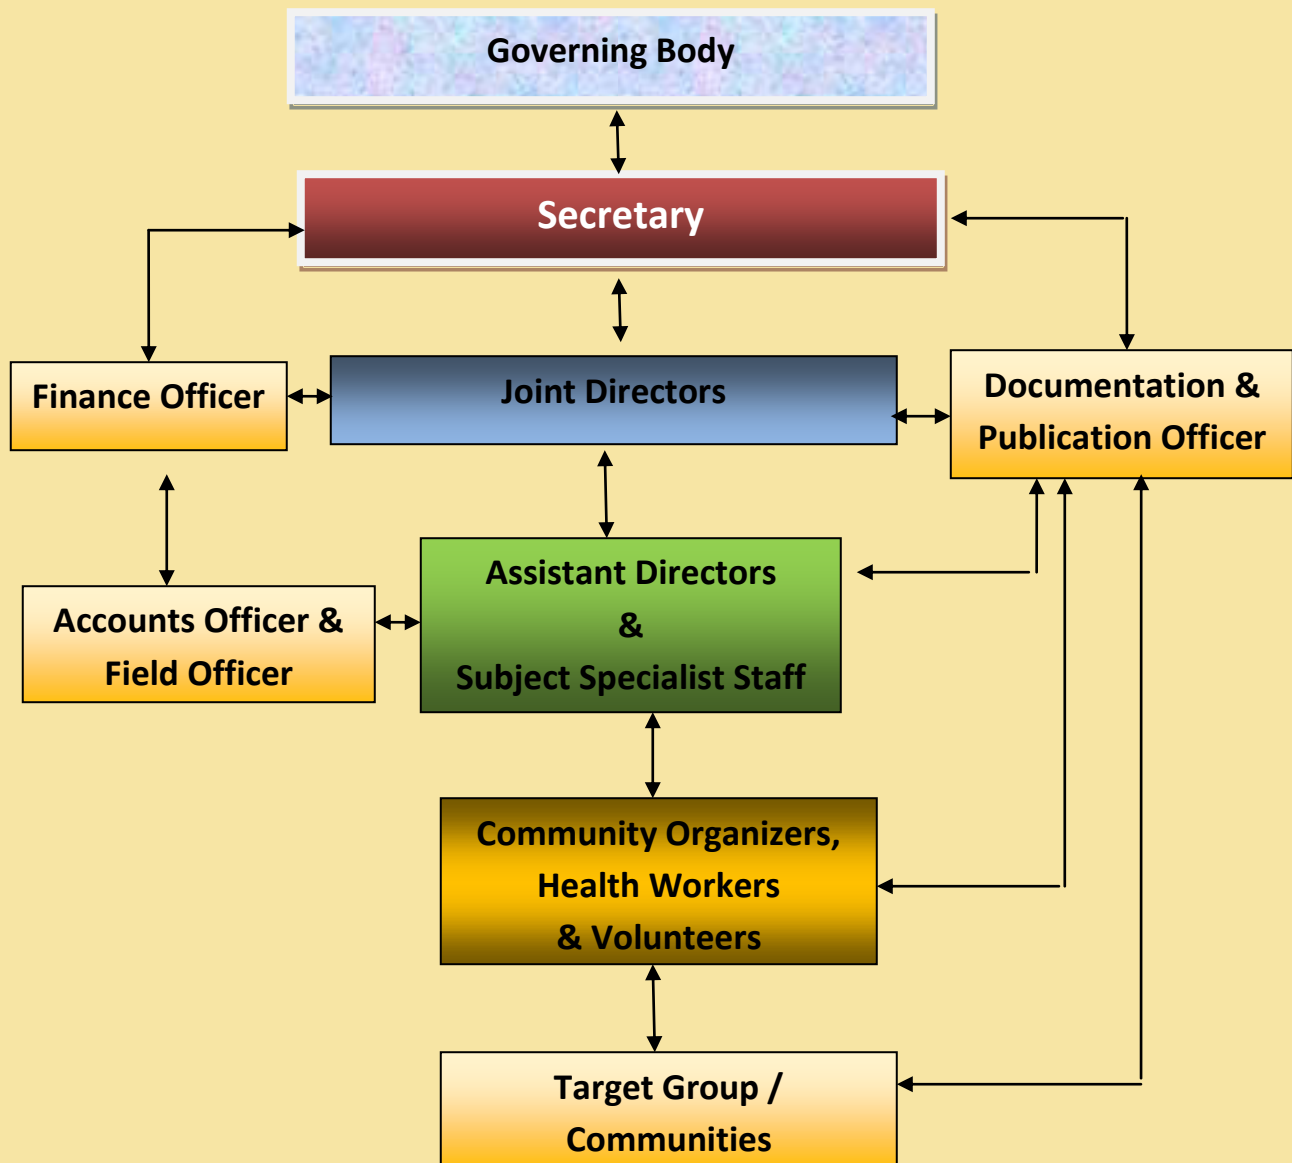 Governing Body
Secretary
Finance Officer
Joint Directors
Documentation &
Publication Officer
Accounts Officer &
Field Officer
Assistant Directors
&
Subject Specialist Staff
Community Organizers,
Health Workers
& Volunteers
Target Group /
Communities